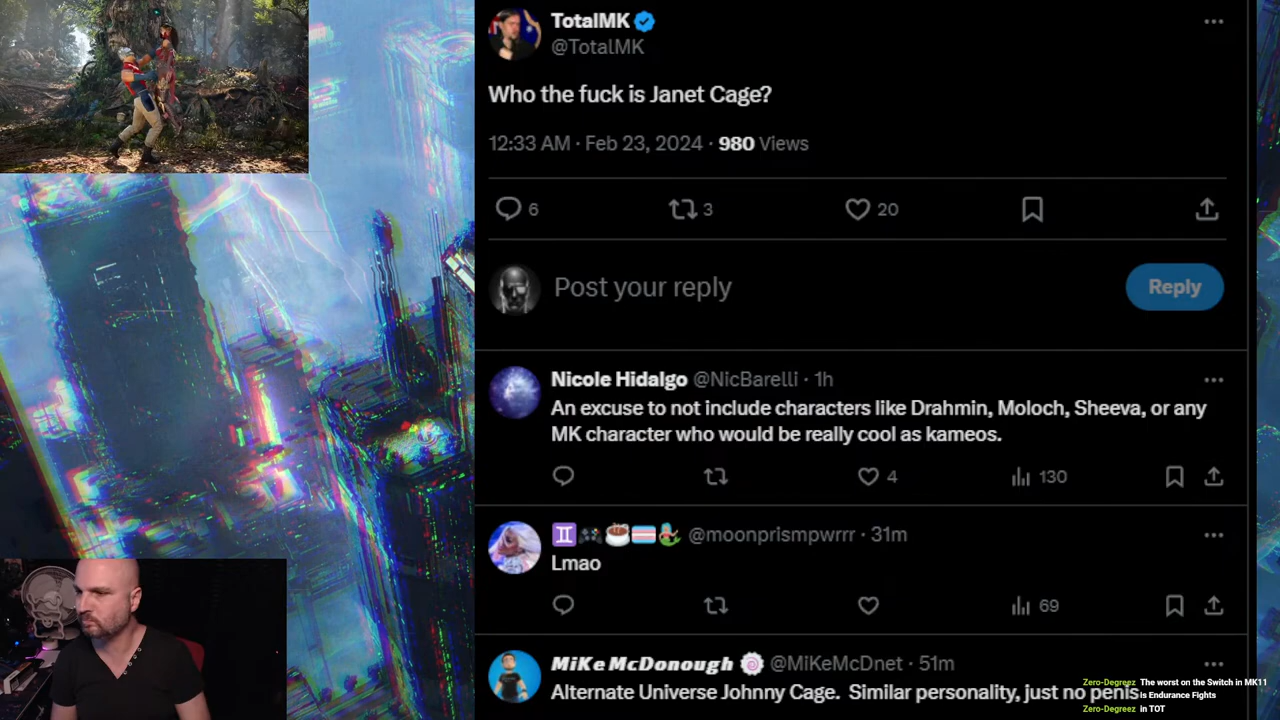 TotalMK
@TotalMK
Who the fuck is Janet Cage?
12:33 AM · Feb 23, 2024 · 980 Views
6 3 20
Post your reply
Reply
Nicole Hidalgo @NicBarelli · 1h
An excuse to not include characters like Drahmin, Moloch, Sheeva, or any
MK character who would be really cool as kameos.
4 130
@moonprismpwrrr · 31m
Lmao
69
MiKe McDonough @MiKeMcDnet · 51m
Alternate Universe Johnny Cage. Similar personality, just no penis
Zero-Degreez The worst on the Switch in MK11
is Endurance Fights
Zero-Degreez in TOT